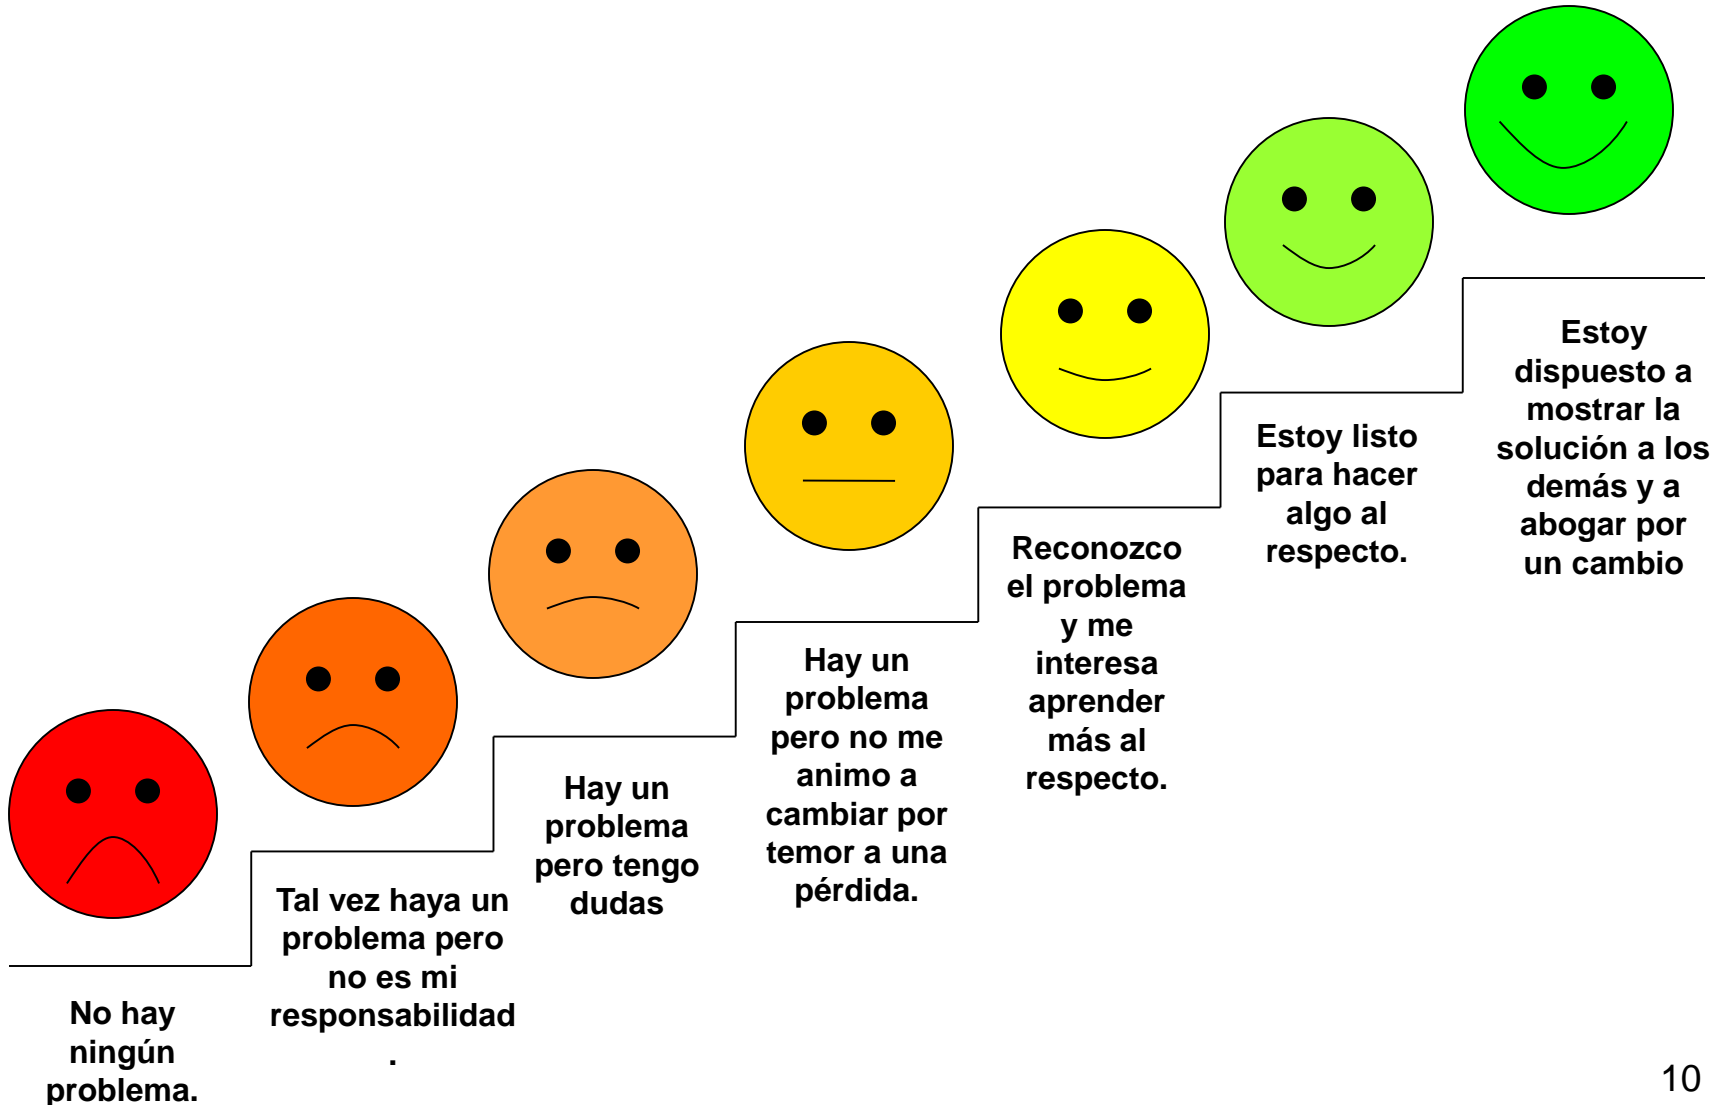 No hay
ningún
problema.
Tal vez haya un
problema pero
no es mi
responsabilidad
.
Hay un
problema
pero tengo
dudas
Hay un
problema
pero no me
animo a
cambiar por
temor a una
pérdida.
Reconozco
el problema
y me
interesa
aprender
más al
respecto.
Estoy listo
para hacer
algo al
respecto.
Estoy
dispuesto a
mostrar la
solución a los
demás y a
abogar por
un cambio
10